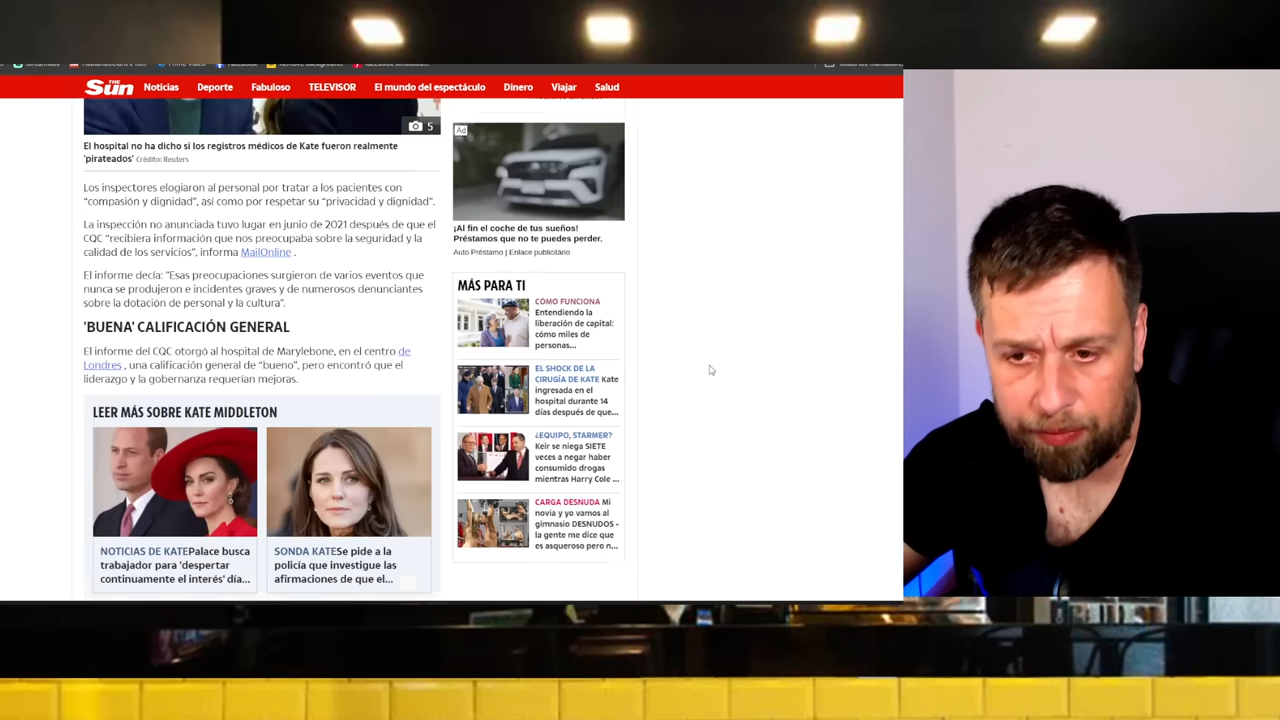 THE Sun
Noticias
Deporte
Fabuloso
TELEVISOR
El mundo del espectáculo
Dinero
Viajar
Salud
5
El hospital no ha dicho si los registros médicos de Kate fueron realmente
'pirateados' Crédito: Reuters
Los inspectores elogiaron al personal por tratar a los pacientes con
“compasión y dignidad”, así como por respetar su “privacidad y dignidad”.
La inspección no anunciada tuvo lugar en junio de 2021 después de que el
CQC “recibiera información que nos preocupaba sobre la seguridad y la
calidad de los servicios”, informa MailOnline .
El informe decía: “Esas preocupaciones surgieron de varios eventos que
nunca se produjeron e incidentes graves y de numerosos denunciantes
sobre la dotación de personal y la cultura”.
'BUENA' CALIFICACIÓN GENERAL
El informe del CQC otorgó al hospital de Marylebone, en el centro de
Londres , una calificación general de “bueno”, pero encontró que el
liderazgo y la gobernanza requerían mejoras.
LEER MÁS SOBRE KATE MIDDLETON
NOTICIAS DE KATEPalace busca
trabajador para 'despertar
continuamente el interés' día...
SONDA KATESe pide a la
policía que investigue las
afirmaciones de que el...
Ad
¡Al fin el coche de tus sueños!
Préstamos que no te puedes perder.
Auto Préstamo | Enlace publicitario
MÁS PARA TI
CÓMO FUNCIONA
Entendiendo la
liberación de capital:
cómo miles de
personas...
EL SHOCK DE LA
CIRUGÍA DE KATE Kate
ingresada en el
hospital durante 14
días después de que...
¿EQUIPO, STARMER?
Keir se niega SIETE
veces a negar haber
consumido drogas
mientras Harry Cole ...
CARGA DESNUDA Mi
novia y yo vamos al
gimnasio DESNUDOS -
la gente me dice que
es asqueroso pero n...